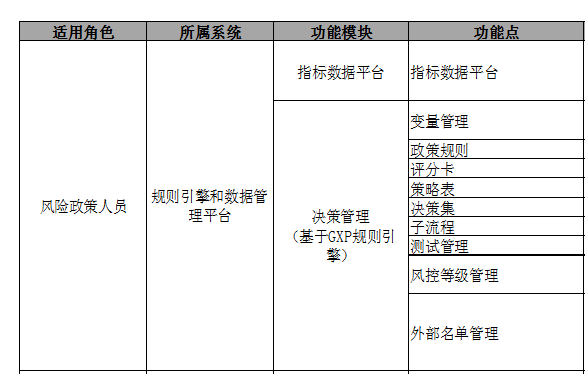 适用角色 所属系统 功能模块 功能点
指标数据平台 指标数据平台
变量管理
政策规则
评分卡
策略表
决策集
子流程
测试管理
风控等级管理
外部名单管理
风险政策人员
规则引擎和数据管
理平台
决策管理
（基于GXP规则引
擎）